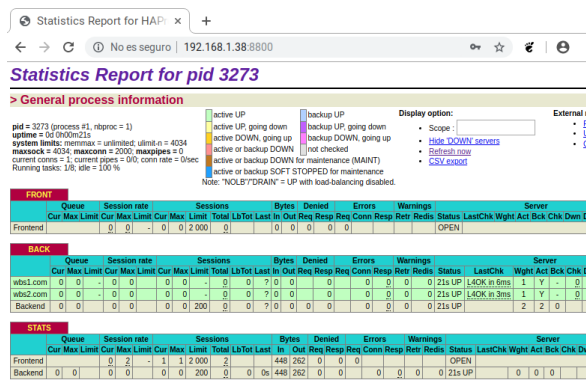 Statistics Report for HAP × +
No es seguro | 192.168.1.38:8800
Statistics Report for pid 3273
> General process information
pid = 3273 (process #1, nbproc = 1)
uptime = 0d 0h00m21s
system limits: memmax = unlimited; ulimit-n = 4034
maxsock = 4034; maxconn = 2000; maxpipes = 0
current conns = 1; current pipes = 0/0; conn rate = 0/sec
Running tasks: 1/8; idle = 100 %
active UP backup UP
active UP, going down backup UP, going down
active DOWN, going up backup DOWN, going up
active or backup DOWN not checked
active or backup DOWN for maintenance (MAINT)
active or backup SOFT STOPPED for maintenance
Note: "NOLB"/"DRAIN" = UP with load-balancing disabled.
Display option:
Scope :
Hide 'DOWN' servers
Refresh now
CSV export
External
FRONT
Queue Session rate Sessions Bytes Denied Errors Warnings Server
Cur Max Limit Cur Max Limit Cur Max Limit Total LbTot Last In Out Req Resp Req Conn Resp Retr Redis Status LastChk Wght Act Bck Chk Dwn
Frontend 0 0 - 0 0 2 000 0 0 0 0 0 0 OPEN
BACK
Queue Session rate Sessions Bytes Denied Errors Warnings Server
Cur Max Limit Cur Max Limit Cur Max Limit Total LbTot Last In Out Req Resp Req Conn Resp Retr Redis Status LastChk Wght Act Bck Chk
wbs1.com 0 0 - 0 0 0 0 - 0 0 ? 0 0 0 0 0 0 0 21s UP L4OK in 6ms 1 Y - 0
wbs2.com 0 0 - 0 0 0 0 - 0 0 ? 0 0 0 0 0 0 0 21s UP L4OK in 3ms 1 Y - 0
Backend 0 0 0 0 0 0 200 0 0 ? 0 0 0 0 0 0 0 0 21s UP 2 2 0
STATS
Queue Session rate Sessions Bytes Denied Errors Warnings Server
Cur Max Limit Cur Max Limit Cur Max Limit Total LbTot Last In Out Req Resp Req Conn Resp Retr Redis Status LastChk Wght Act Bck Chk
Frontend 0 2 - 1 1 2 000 2 448 262 0 0 0 OPEN
Backend 0 0 0 0 0 0 200 0 0 0s 448 262 0 0 0 0 0 0 21s UP 0 0 0